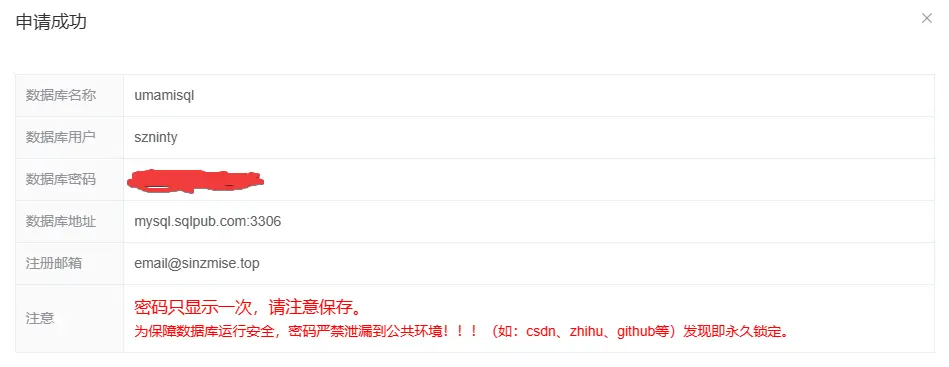 申请成功
数据库名称 umamisql
数据库用户 szninty
数据库密码
数据库地址 mysql.sqlpub.com:3306
注册邮箱 email@sinzmise.top
注意 密码只显示一次，请注意保存。
为保障数据库运行安全，密码严禁泄漏到公共环境！！！（如：csdn、zhihu、github等）发现即永久锁定。